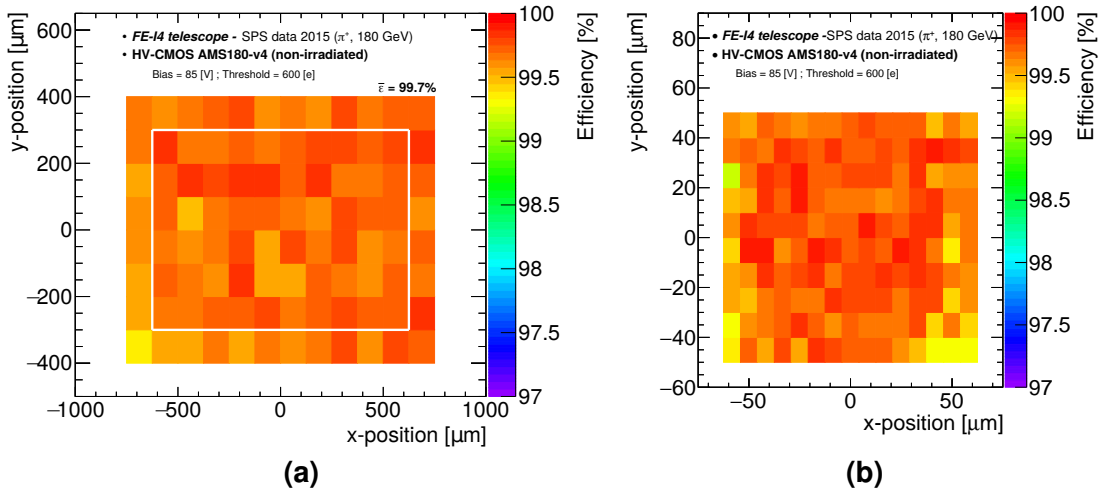 • FE-I4 telescope - SPS data 2015 (π⁺, 180 GeV)
• HV-CMOS AMS180-v4 (non-irradiated)
Bias = 85 [V] ; Threshold = 600 [e]
ε̅ = 99.7%
y-position [μm]
600
400
200
0
−200
−400
−1000 −500 0 500 1000
x-position [μm]
Efficiency [%]
100
99.5
99
98.5
98
97.5
97
(a)
• FE-I4 telescope -SPS data 2015 (π⁺, 180 GeV)
• HV-CMOS AMS180-v4 (non-irradiated)
Bias = 85 [V] ; Threshold = 600 [e]
y-position [μm]
80
60
40
20
0
−20
−40
−60
−50 0 50
x-position [μm]
Efficiency [%]
100
99.5
99
98.5
98
97.5
97
(b)